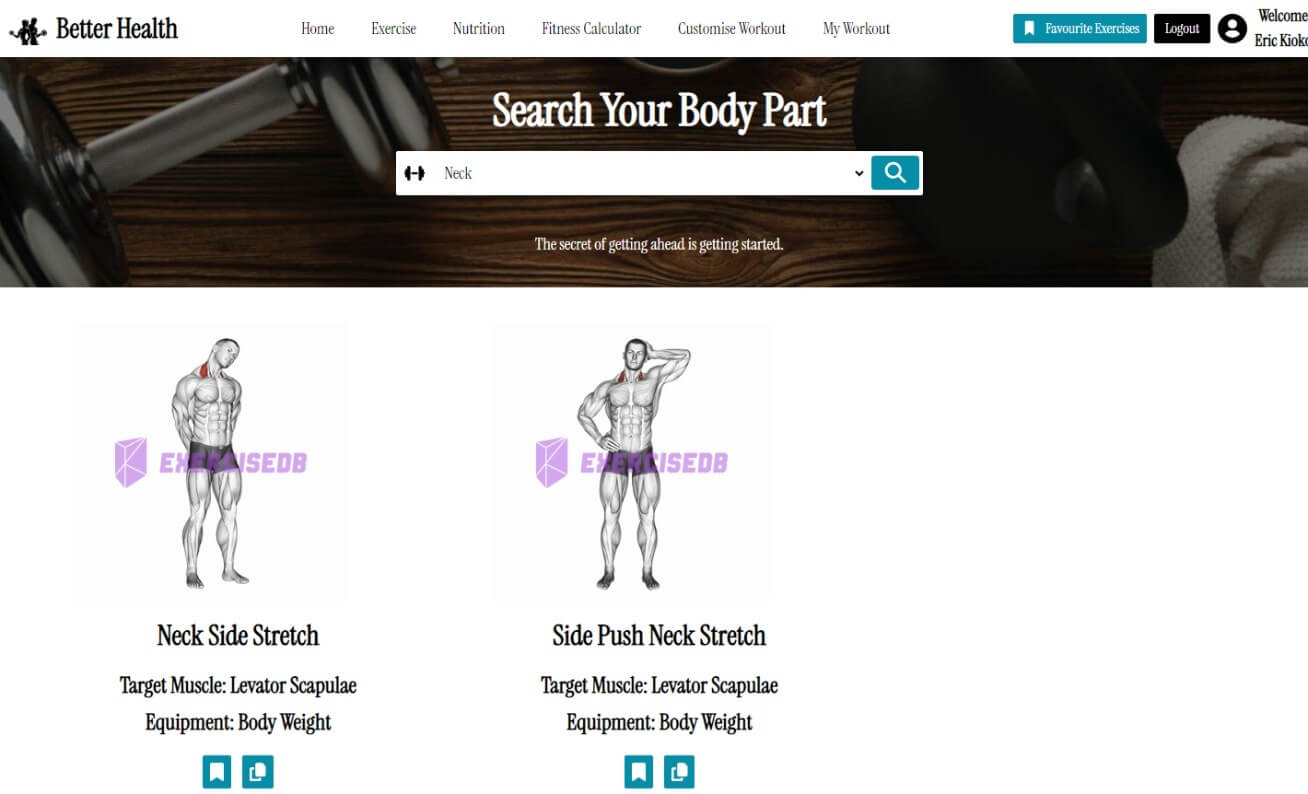 Better Health
Home
Exercise
Nutrition
Fitness Calculator
Customise Workout
My Workout
Favourite Exercises
Logout
Welcome
Eric Kioko
Search Your Body Part
Neck
The secret of getting ahead is getting started.
EXERCISEDB
EXERCISEDB
Neck Side Stretch
Target Muscle: Levator Scapulae
Equipment: Body Weight
Side Push Neck Stretch
Target Muscle: Levator Scapulae
Equipment: Body Weight